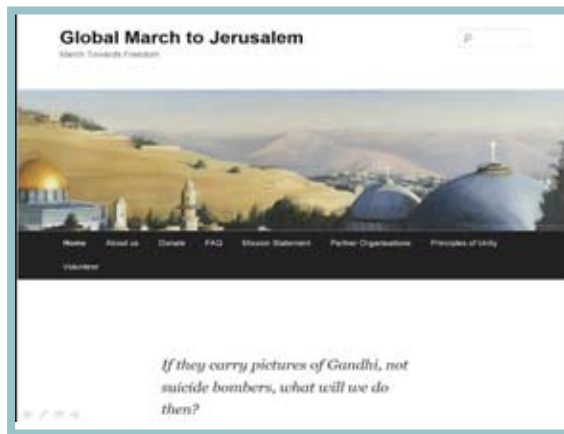 Global March to Jerusalem
March Towards Freedom
Home About us Donate FAQ Mission Statement Partner Organisations Principles of Unity
Volunteer
If they carry pictures of Gandhi, not
suicide bombers, what will we do
then?